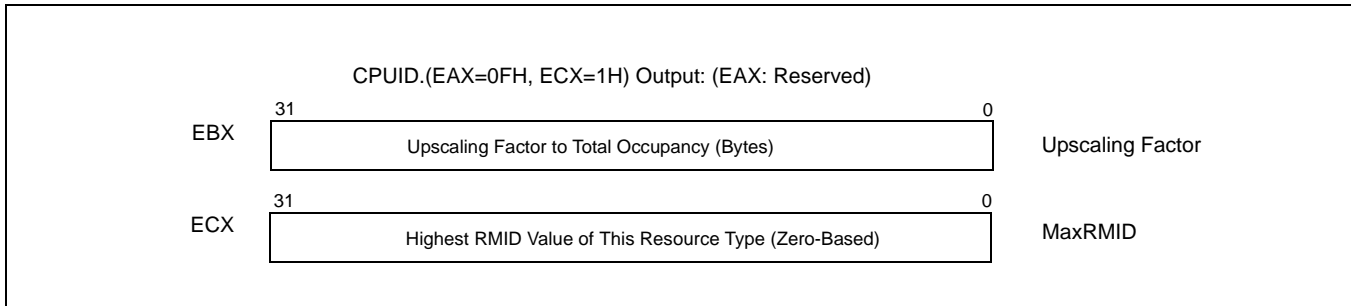 CPUID.(EAX=0FH, ECX=1H) Output: (EAX: Reserved)
31 0
EBX Upscaling Factor to Total Occupancy (Bytes) Upscaling Factor
31 0
ECX Highest RMID Value of This Resource Type (Zero-Based) MaxRMID